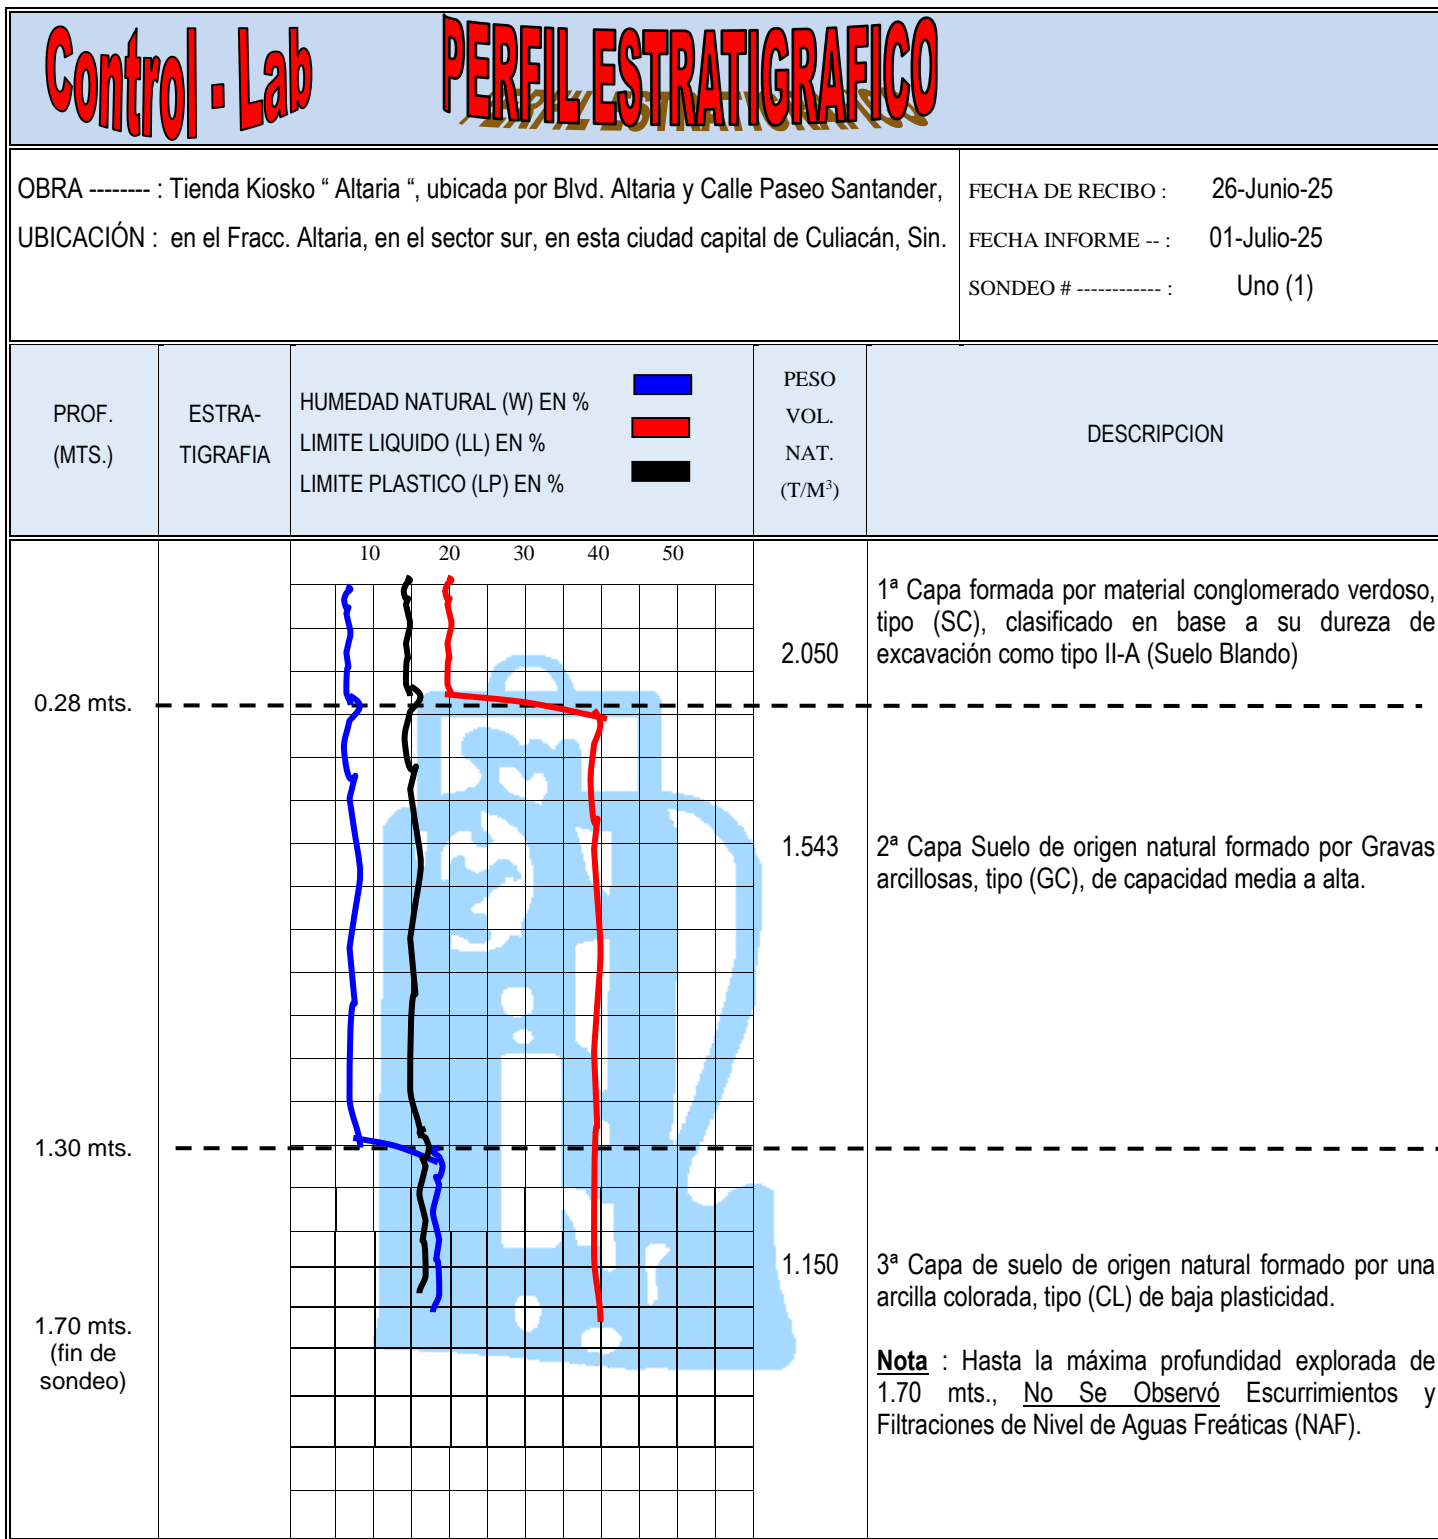 Control - Lab PERFIL ESTRATIGRAFICO
OBRA -------- : Tienda Kiosko “ Altaria “, ubicada por Blvd. Altaria y Calle Paseo Santander,
UBICACIÓN : en el Fracc. Altaria, en el sector sur, en esta ciudad capital de Culiacán, Sin.
FECHA DE RECIBO : 26-Junio-25
FECHA INFORME -- : 01-Julio-25
SONDEO # ------------ : Uno (1)
PROF.
(MTS.)
ESTRA-
TIGRAFIA
HUMEDAD NATURAL (W) EN %
LIMITE LIQUIDO (LL) EN %
LIMITE PLASTICO (LP) EN %
PESO
VOL.
NAT.
(T/M³)
DESCRIPCION
10 20 30 40 50
1ª Capa formada por material conglomerado verdoso,
tipo (SC), clasificado en base a su dureza de
2.050 excavación como tipo II-A (Suelo Blando)
0.28 mts.
1.543 2ª Capa Suelo de origen natural formado por Gravas
arcillosas, tipo (GC), de capacidad media a alta.
1.30 mts.
1.150 3ª Capa de suelo de origen natural formado por una
arcilla colorada, tipo (CL) de baja plasticidad.
1.70 mts.
(fin de
sondeo)
Nota : Hasta la máxima profundidad explorada de
1.70 mts., No Se Observó Escurrimientos y
Filtraciones de Nivel de Aguas Freáticas (NAF).